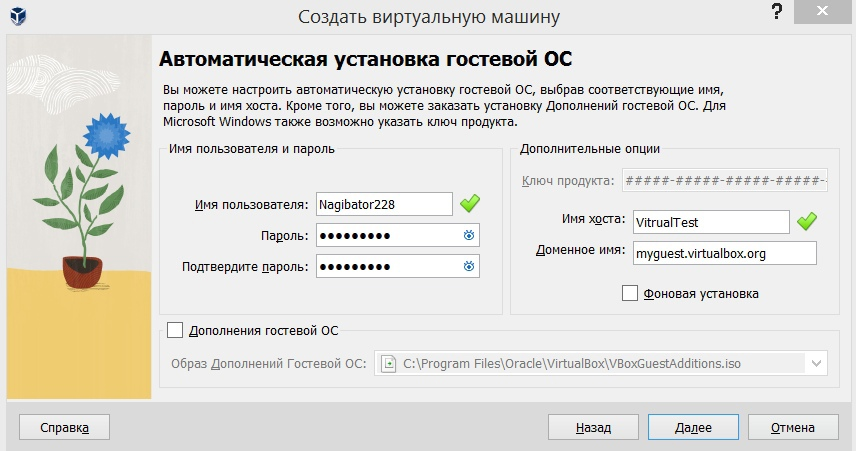 Создать виртуальную машину
?
Автоматическая установка гостевой ОС
Вы можете настроить автоматическую установку гостевой ОС, выбрав соответствующие имя,
пароль и имя хоста. Кроме того, вы можете заказать установку Дополнений гостевой ОС. Для
Microsoft Windows также возможно указать ключ продукта.
Имя пользователя и пароль
Имя пользователя: Nagibator228
Пароль: ●●●●●●●●●
Подтвердите пароль: ●●●●●●●●●
Дополнительные опции
Ключ продукта: #####-#####-#####-#####-
Имя хоста: VitrualTest
Доменное имя: myguest.virtualbox.org
Фоновая установка
Дополнения гостевой ОС
Образ Дополнений Гостевой ОС: C:\Program Files\Oracle\VirtualBox\VBoxGuestAdditions.iso
Справка
Назад
Далее
Отмена